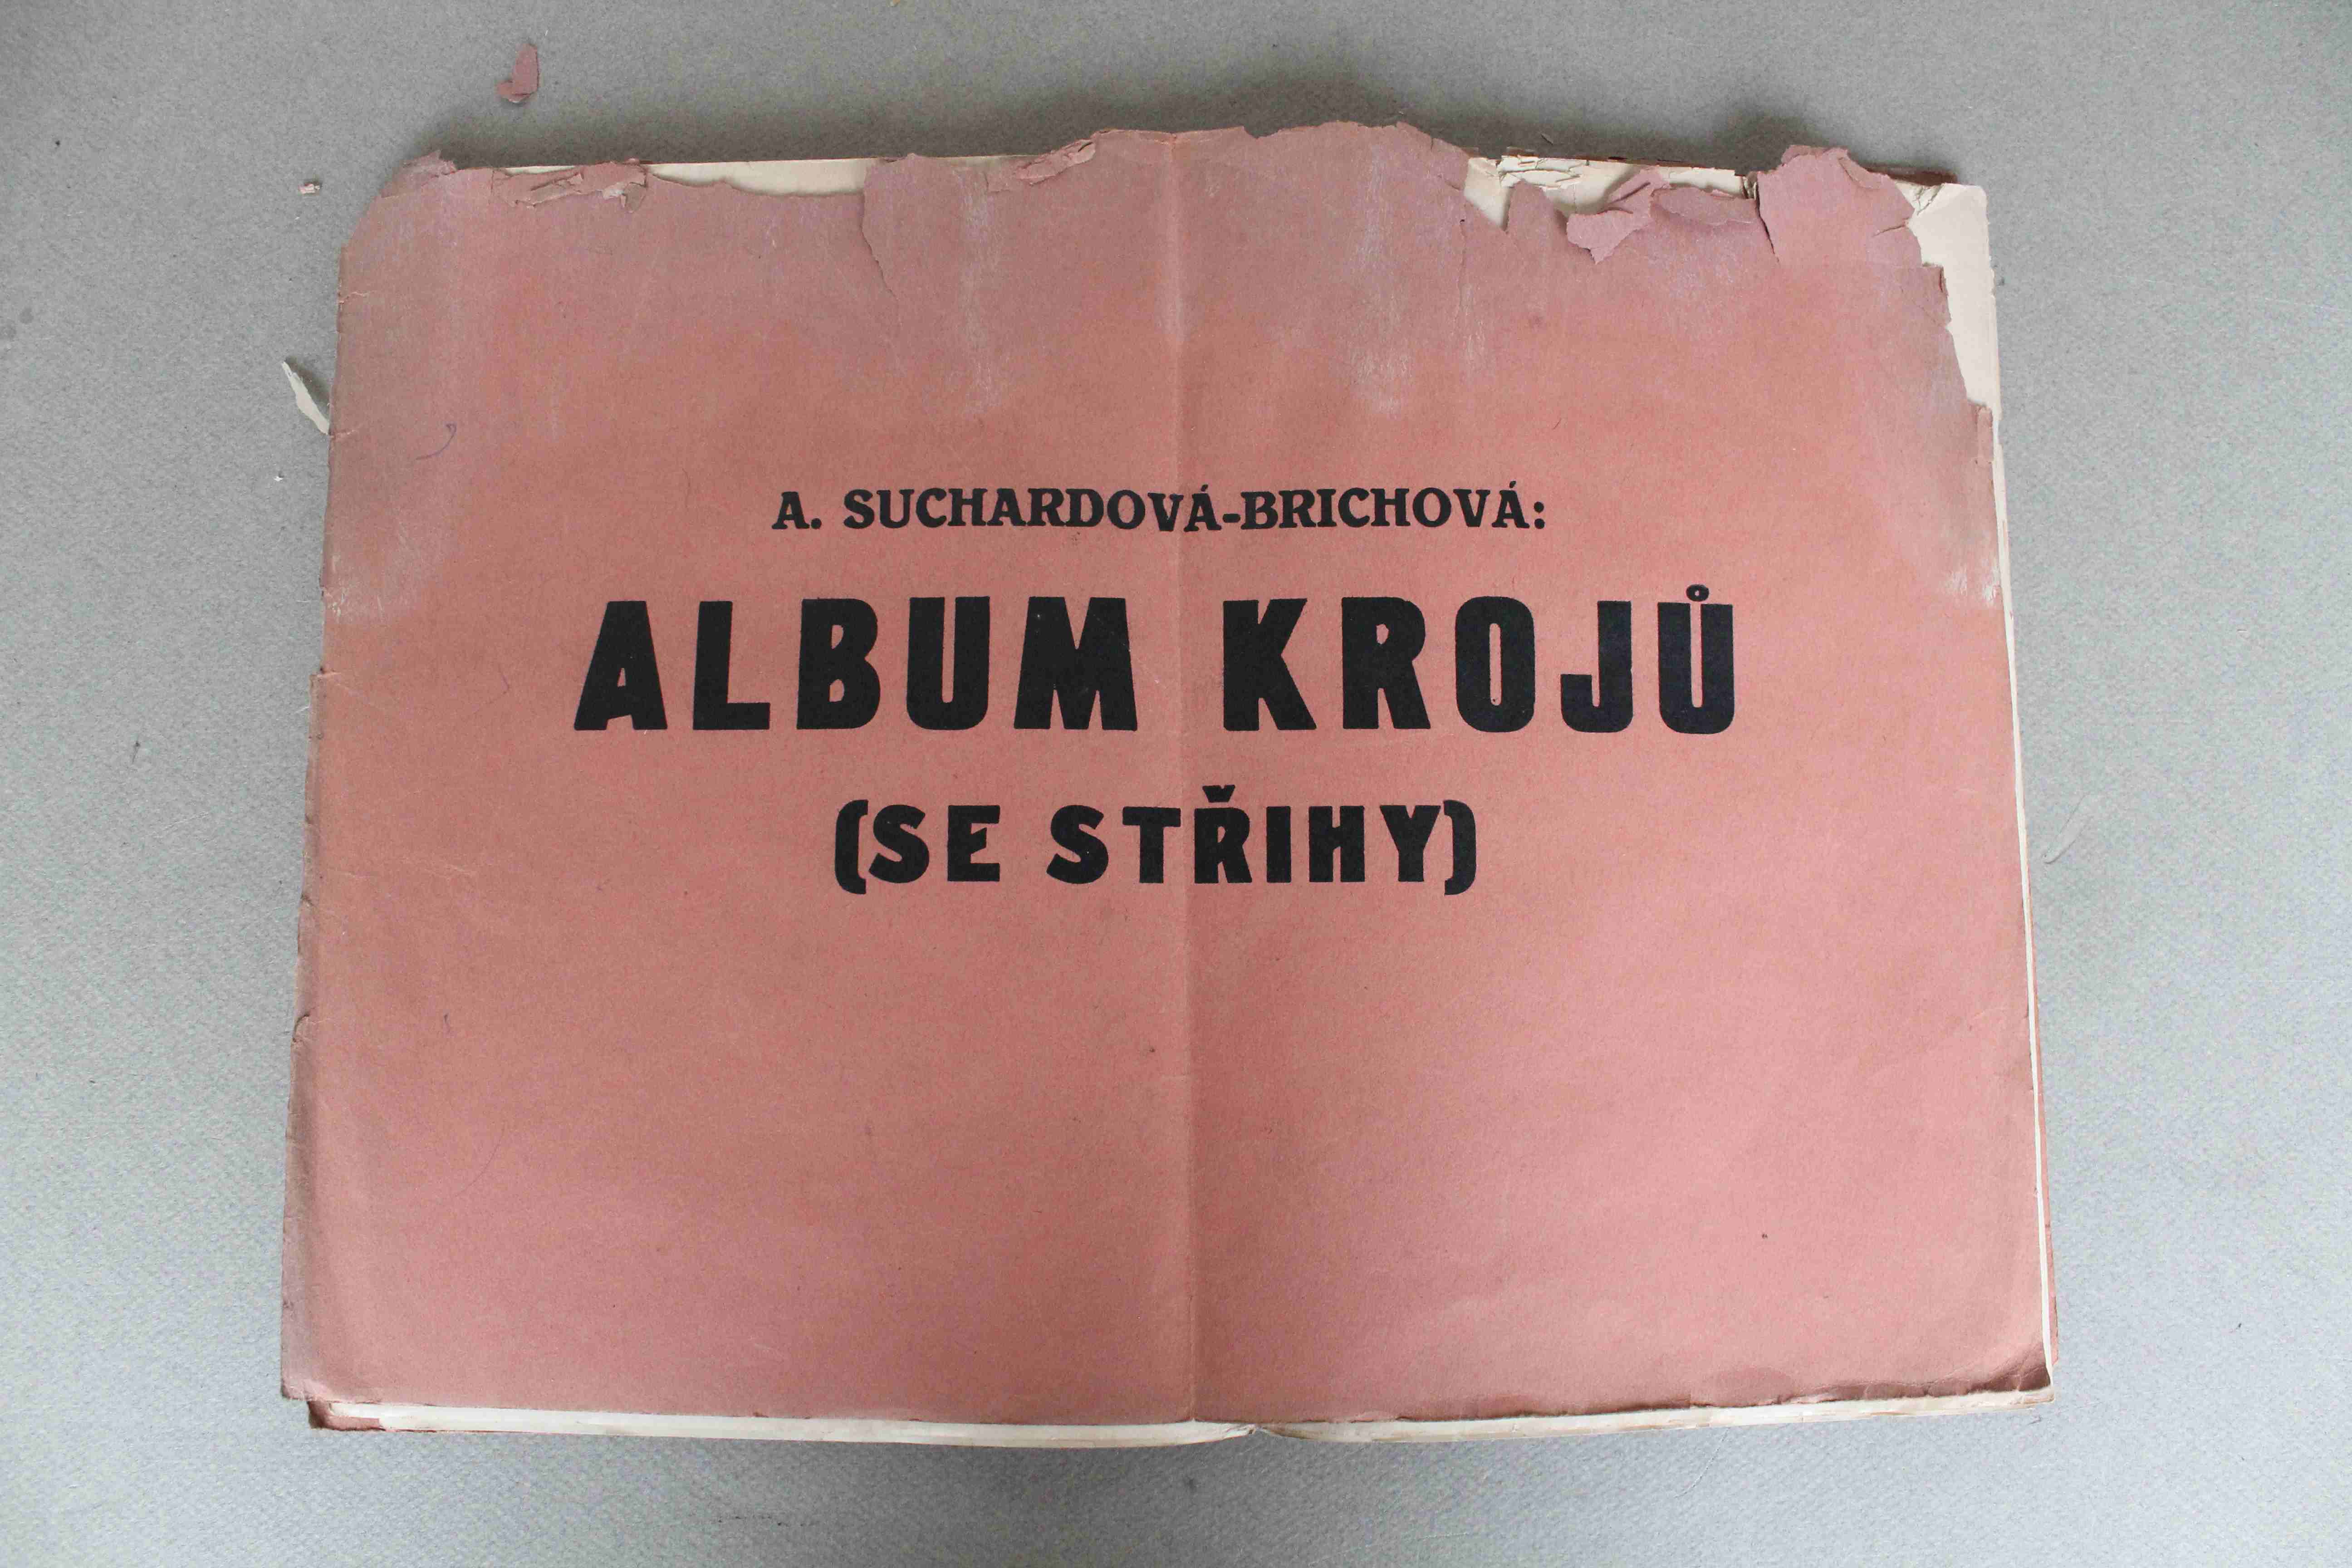 A. SUCHARDOVÁ-BRICHOVÁ:
ALBUM KROJŮ
(SE STŘIHY)